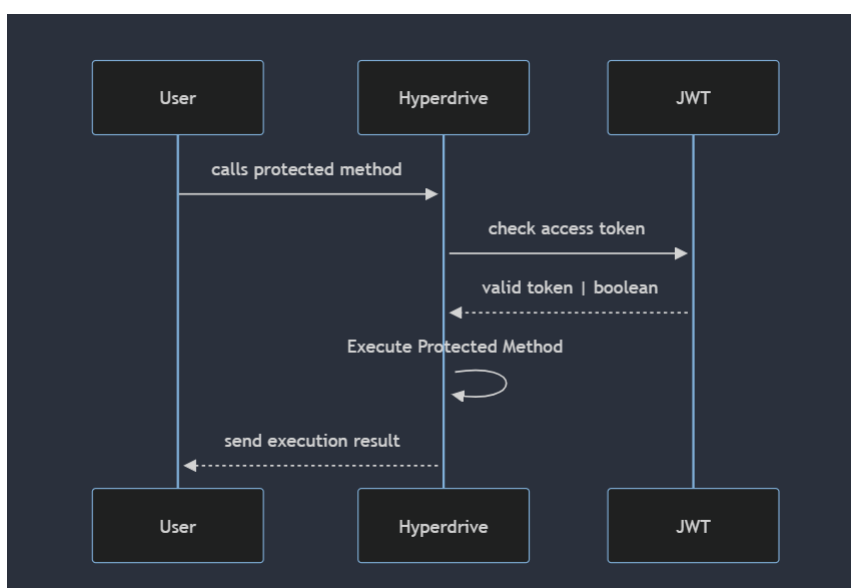 User
Hyperdrive
JWT
calls protected method
check access token
valid token | boolean
Execute Protected Method
send execution result
User
Hyperdrive
JWT